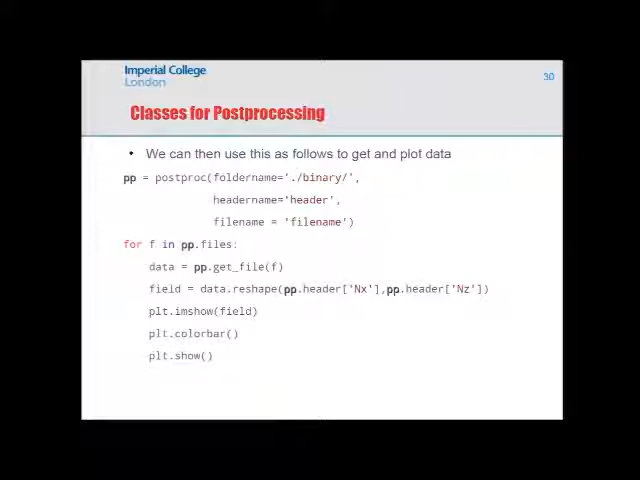 Imperial College
London
30
Classes for Postprocessing
• We can then use this as follows to get and plot data
pp = postproc(foldername='./binary/',
headername='header',
filename = 'filename')
for f in pp.files:
data = pp.get_file(f)
field = data.reshape(pp.header['Nx'],pp.header['Nz'])
plt.imshow(field)
plt.colorbar()
plt.show()